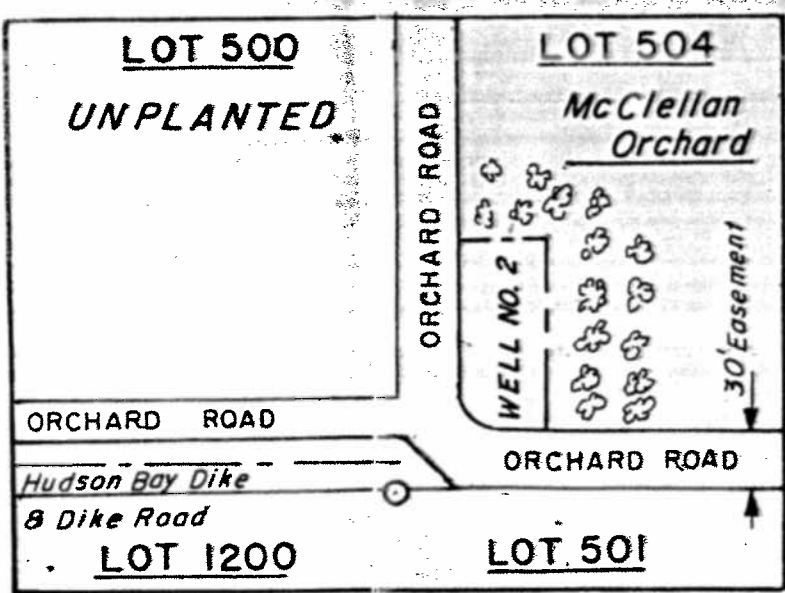 LOT 500
UNPLANTED
ORCHARD ROAD
LOT 504
McClellan
Orchard
WELL NO. 2
30' Easement
ORCHARD ROAD
ORCHARD ROAD
Hudson Bay Dike
& Dike Road
LOT 1200
LOT 501